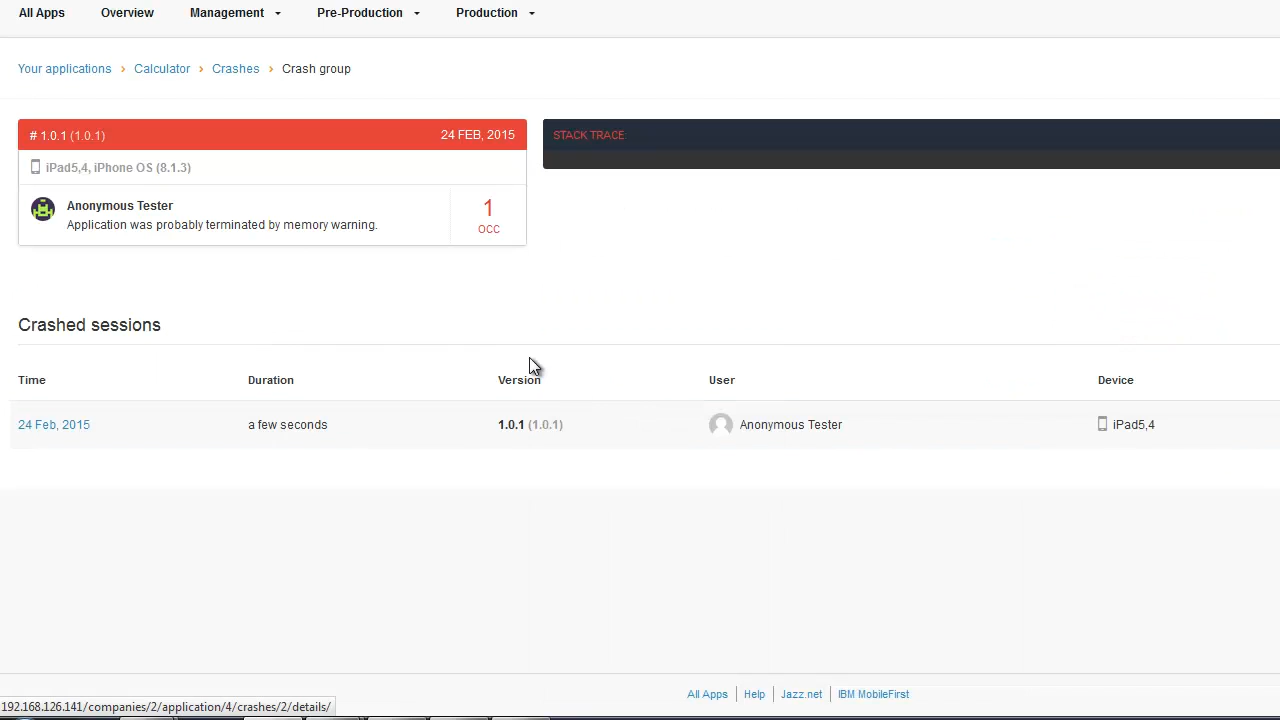 All Apps Overview Management Pre-Production Production
Your applications › Calculator › Crashes › Crash group
# 1.0.1 (1.0.1) 24 FEB, 2015
STACK TRACE
iPad5,4, iPhone OS (8.1.3)
Anonymous Tester
Application was probably terminated by memory warning.
1
OCC
Crashed sessions
Time Duration Version User Device
24 Feb, 2015 a few seconds 1.0.1 (1.0.1) Anonymous Tester iPad5,4
All Apps Help Jazz.net IBM MobileFirst
192.168.126.141/companies/2/application/4/crashes/2/details/